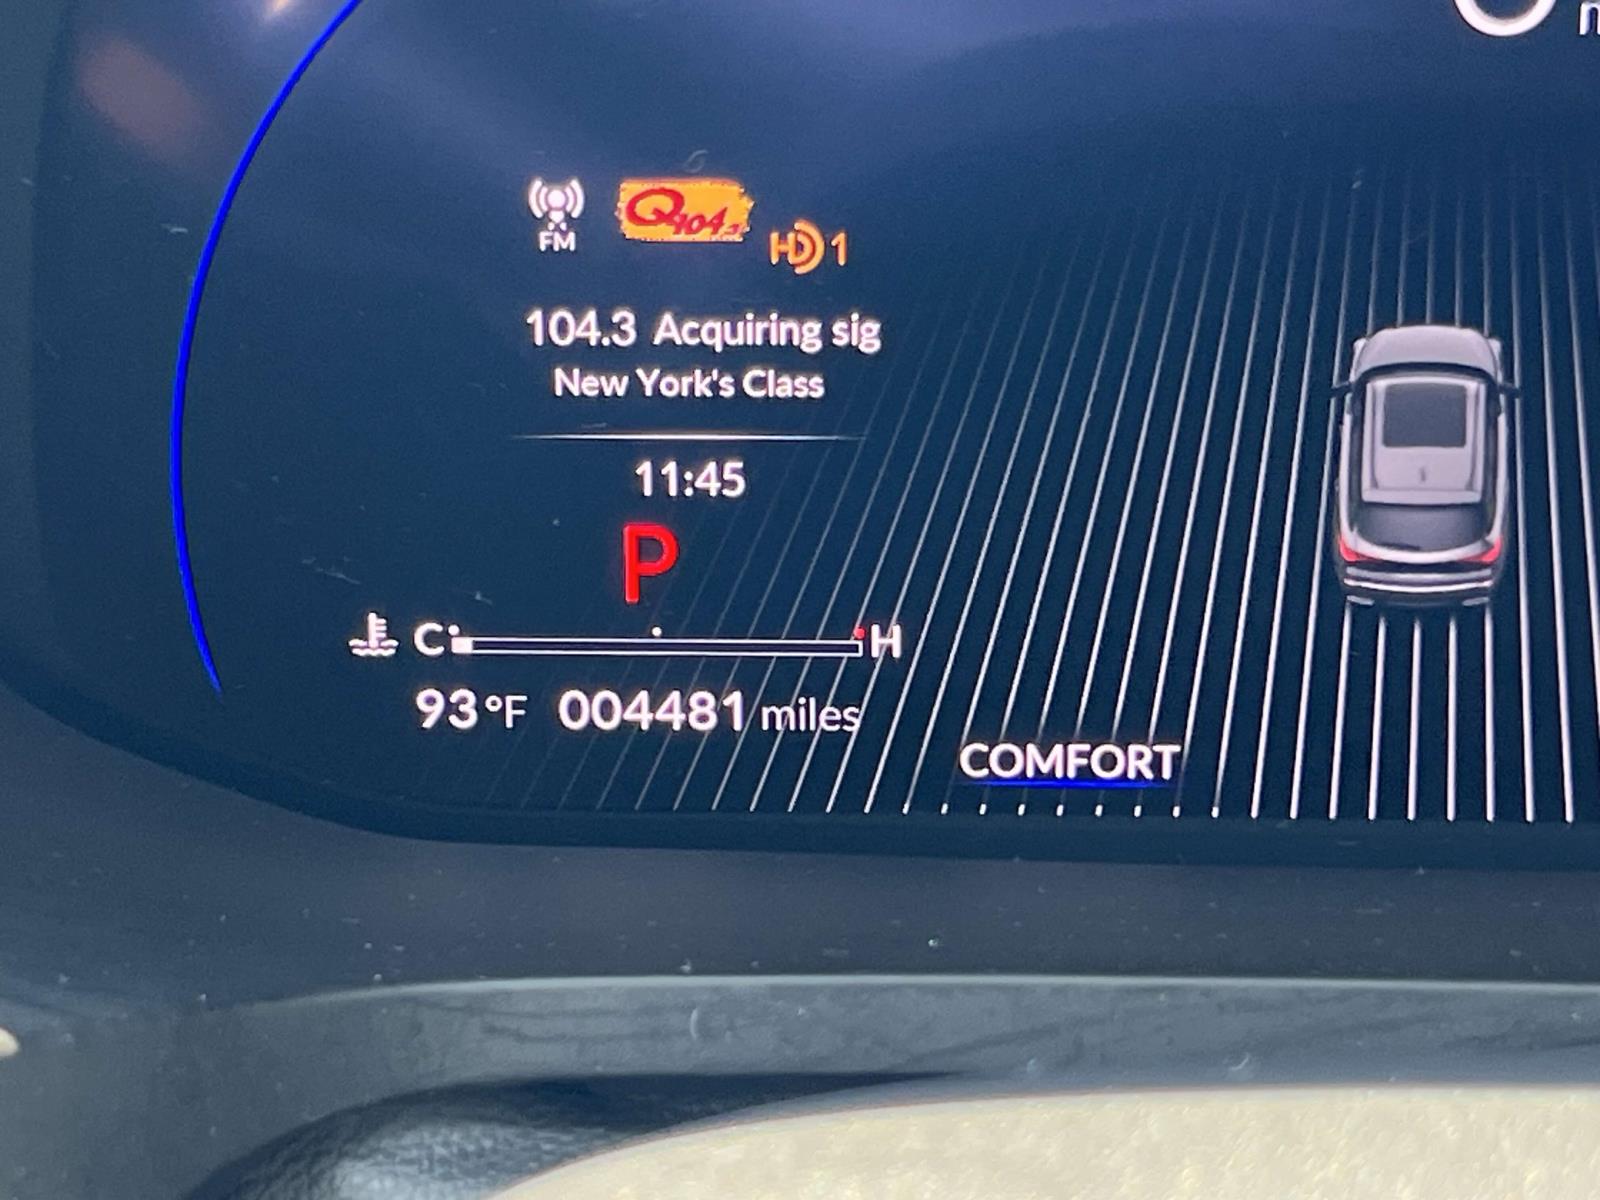 FM
Q104.3
HD 1
104.3 Acquiring sig
New York's Class
11:45
P
C H
93 °F 004481 miles
COMFORT